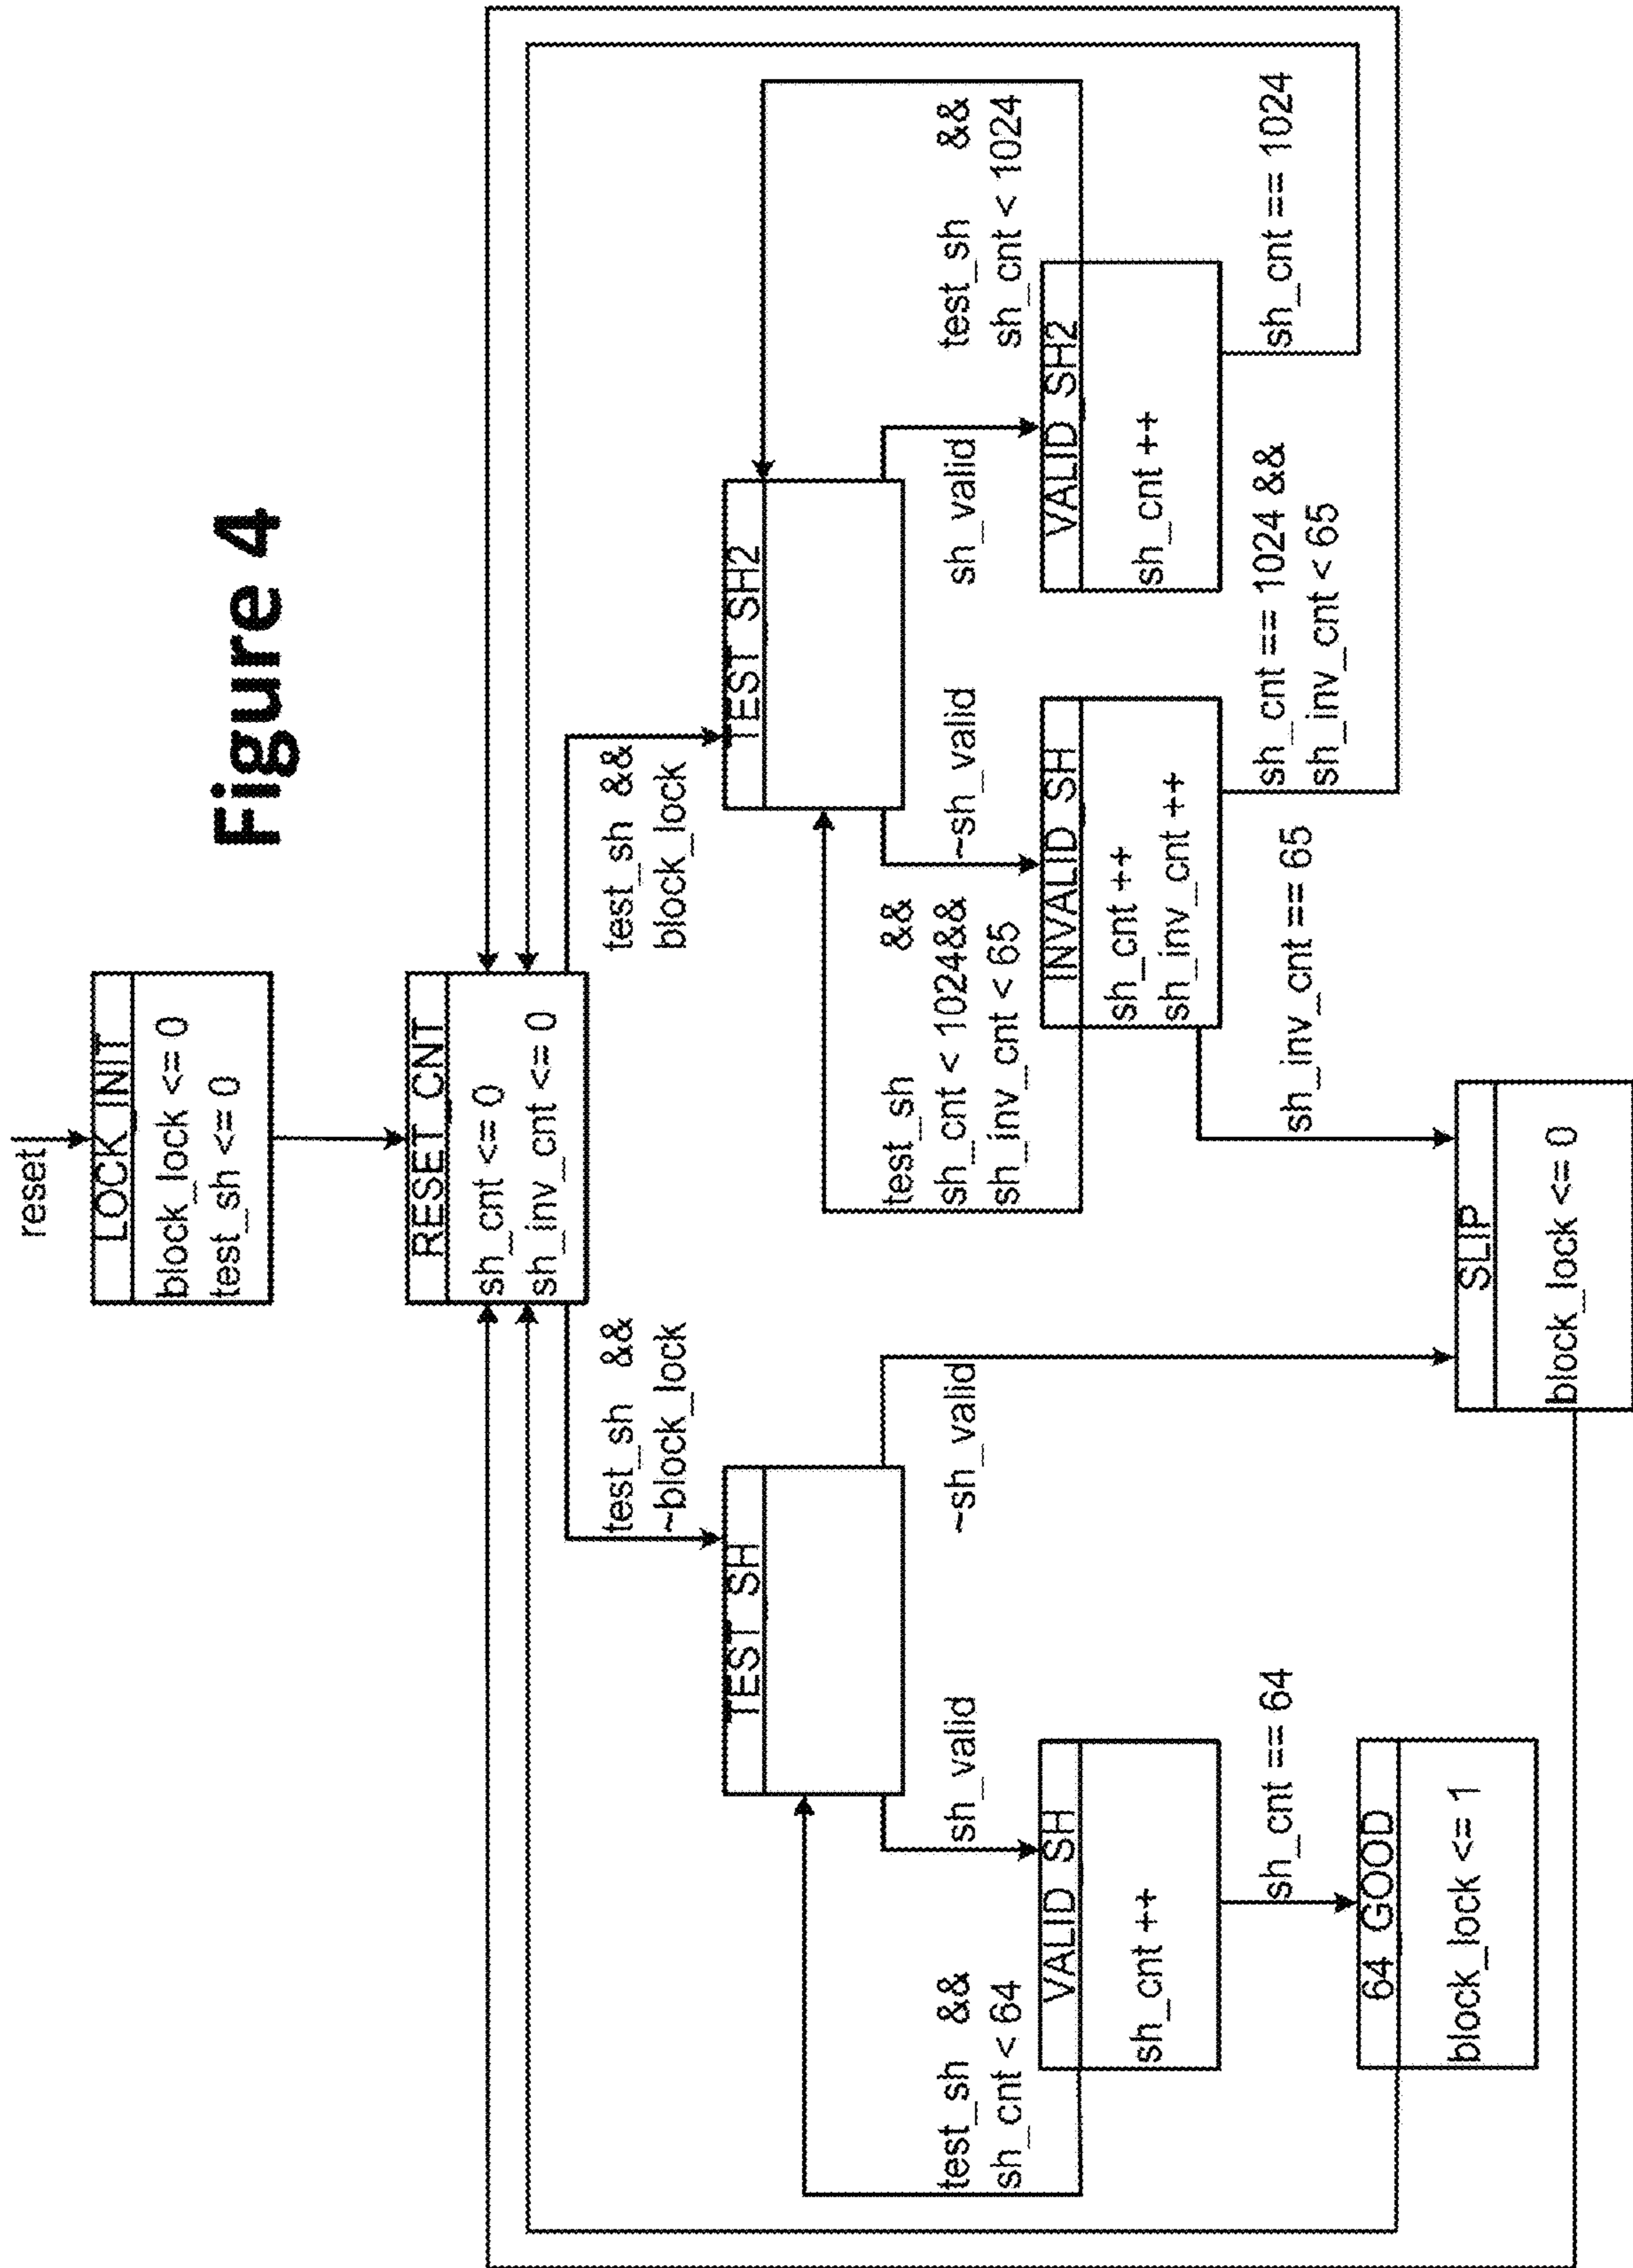 Figure 4
reset
LOCK_INIT
block_lock <= 0
test_sh <= 0
RESET_CNT
sh_cnt <= 0
sh_inv_cnt <= 0
test_sh &&
~block_lock
test_sh &&
block_lock
TEST_SH
TEST_SH2
sh_valid
~sh_valid
~sh_valid
sh_valid
test_sh &&
sh_cnt < 64
VALID_SH
sh_cnt ++
test_sh &&
sh_cnt < 1024&&
sh_inv_cnt < 65
INVALID_SH
sh_cnt ++
sh_inv_cnt ++
test_sh &&
sh_cnt < 1024
VALID_SH2
sh_cnt ++
sh_cnt == 64
sh_inv_cnt == 65
sh_cnt == 1024 &&
sh_inv_cnt < 65
sh_cnt == 1024
64_GOOD
block_lock <= 1
SLIP
block_lock <= 0